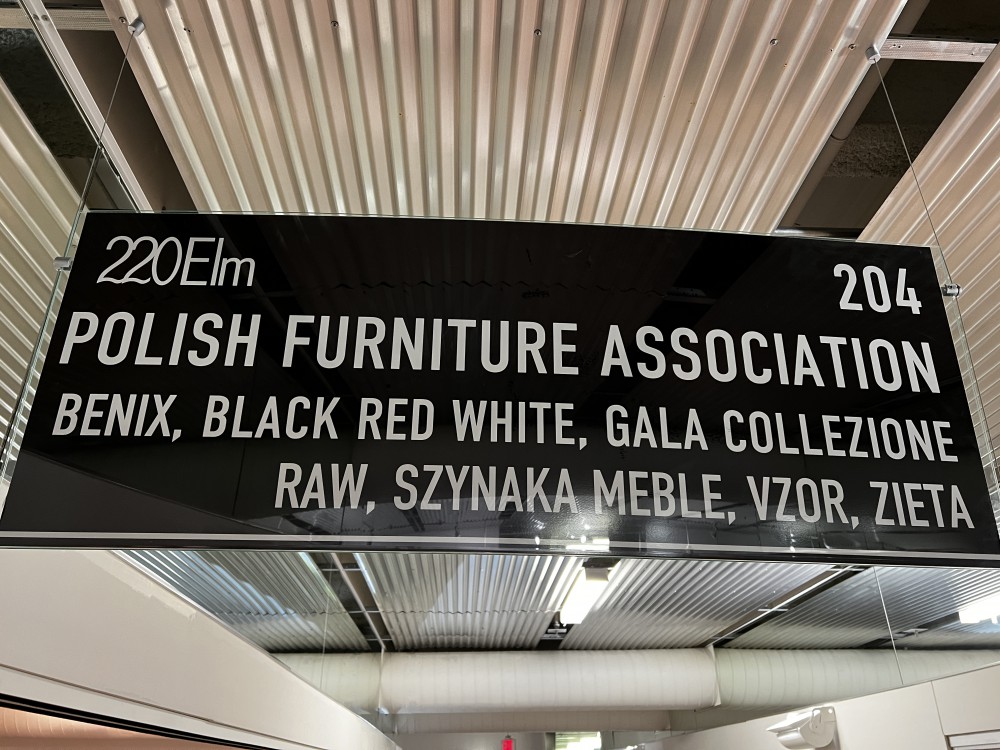 220Elm
204
POLISH FURNITURE ASSOCIATION
BENIX, BLACK RED WHITE, GALA COLLEZIONE
RAW, SZYNAKA MEBLE, VZOR, ZIETA